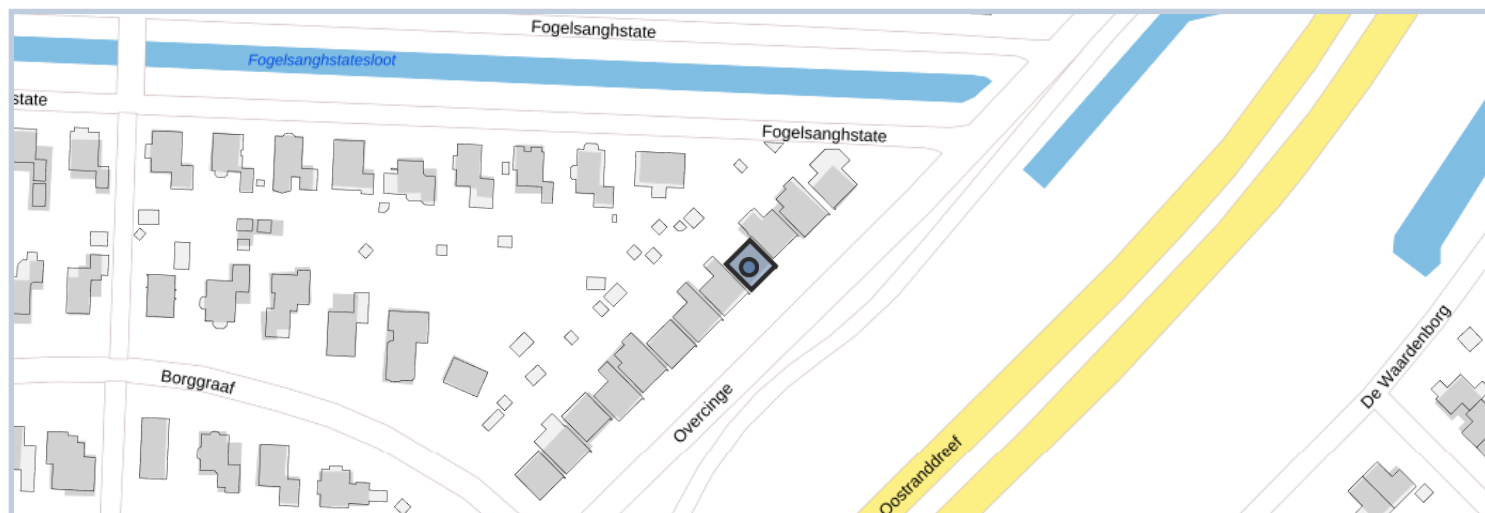 Fogelsanghstate
Fogelsanghstatesloot
state
Fogelsanghstate
De Waardenborg
Borggraaf
Overcinge
Oostranddreef